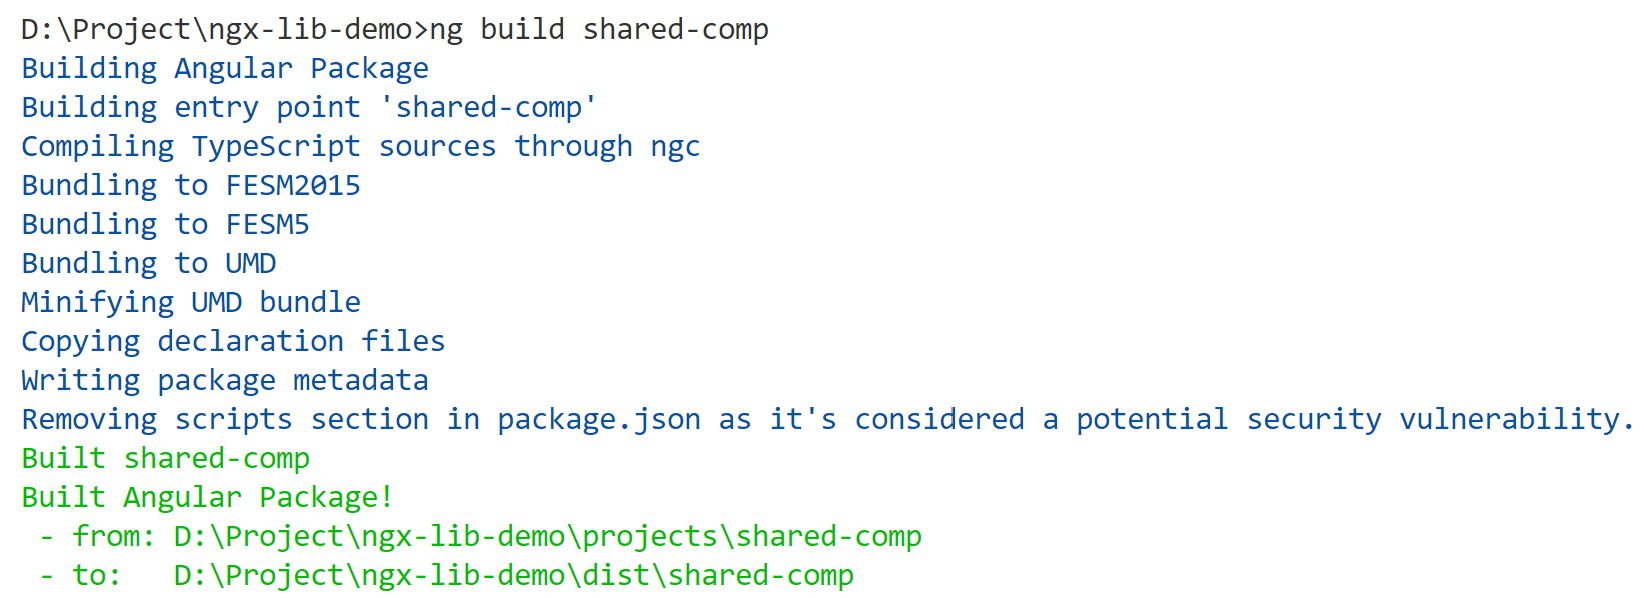 D:\Project\ngx-lib-demo>ng build shared-comp
Building Angular Package
Building entry point 'shared-comp'
Compiling TypeScript sources through ngc
Bundling to FESM2015
Bundling to FESM5
Bundling to UMD
Minifying UMD bundle
Copying declaration files
Writing package metadata
Removing scripts section in package.json as it's considered a potential security vulnerability.
Built shared-comp
Built Angular Package!
 - from: D:\Project\ngx-lib-demo\projects\shared-comp
 - to:   D:\Project\ngx-lib-demo\dist\shared-comp